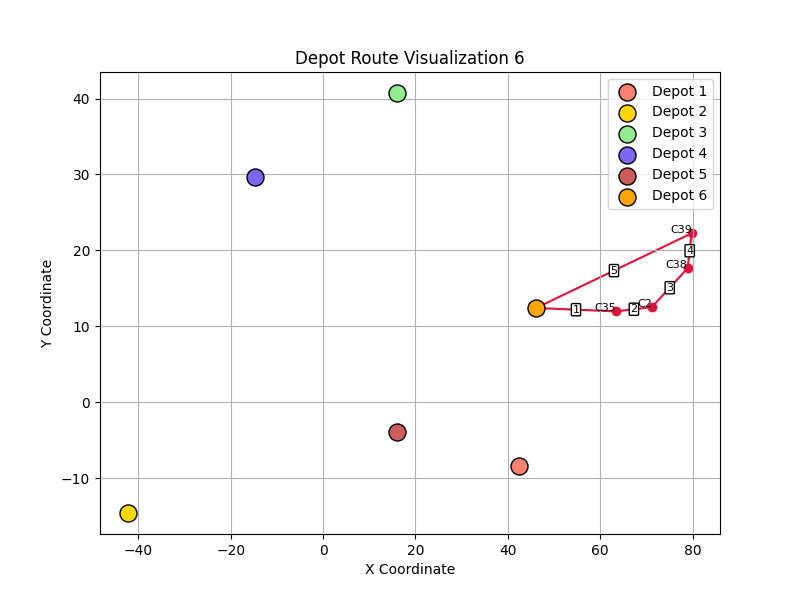 Depot Route Visualization 6
Depot 1
Depot 2
Depot 3
Depot 4
Depot 5
Depot 6
40
30
20
10
0
−10
Y Coordinate
C39
4
C38
5
3
C2
C35
1
2
−40
−20
0
20
40
60
80
X Coordinate